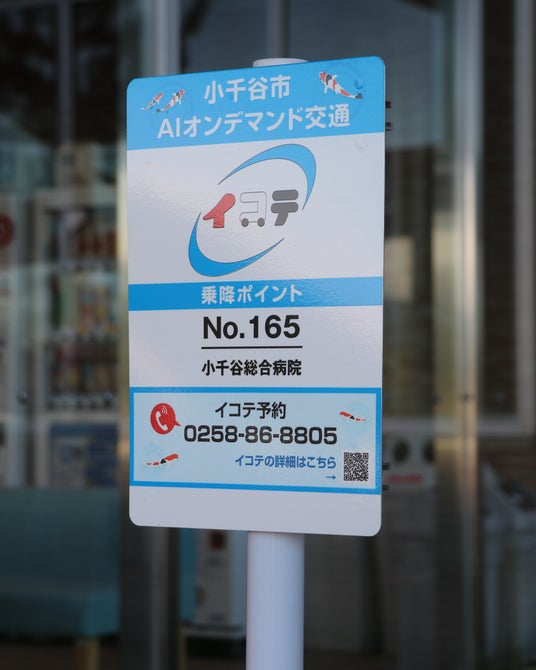 小千谷市
AIオンデマンド交通
イコテ
乗降ポイント
No.165
小千谷総合病院
イコテ予約
0258-86-8805
イコテの詳細はこちら
→